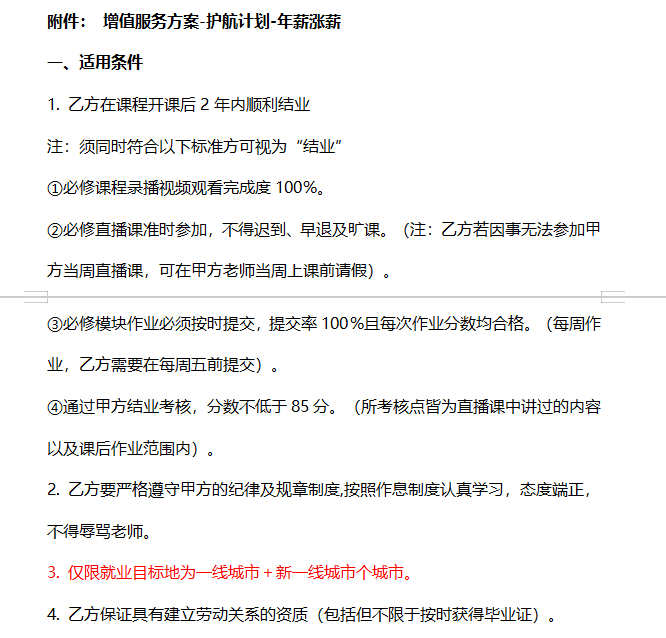 附件： 增值服务方案-护航计划-年薪涨薪
一、适用条件
1. 乙方在课程开课后 2 年内顺利结业
注：须同时符合以下标准方可视为“结业”
①必修课程录播视频观看完成度 100%。
②必修直播课准时参加，不得迟到、早退及旷课。（注：乙方若因事无法参加甲
方当周直播课，可在甲方老师当周上课前请假）。
③必修模块作业必须按时提交，提交率 100%且每次作业分数均合格。（每周作
业，乙方需要在每周五前提交）。
④通过甲方结业考核，分数不低于 85 分。（所考核点皆为直播课中讲过的内容
以及课后作业范围内）。
2. 乙方要严格遵守甲方的纪律及规章制度,按照作息制度认真学习，态度端正，
不得辱骂老师。
3. 仅限就业目标地为一线城市＋新一线城市个城市。
4. 乙方保证具有建立劳动关系的资质（包括但不限于按时获得毕业证）。